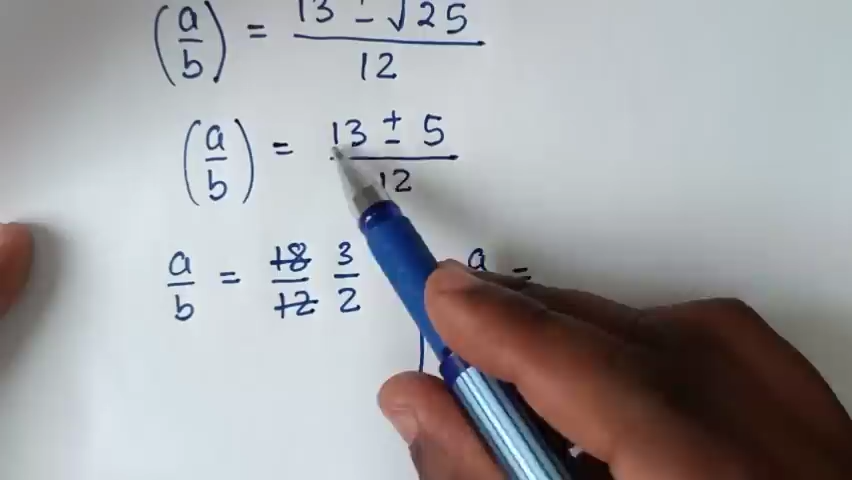 (a/b) = 13 ± √25 / 12
(a/b) = 13 ± 5 / 12
a/b = 18/12 3/2 | a =